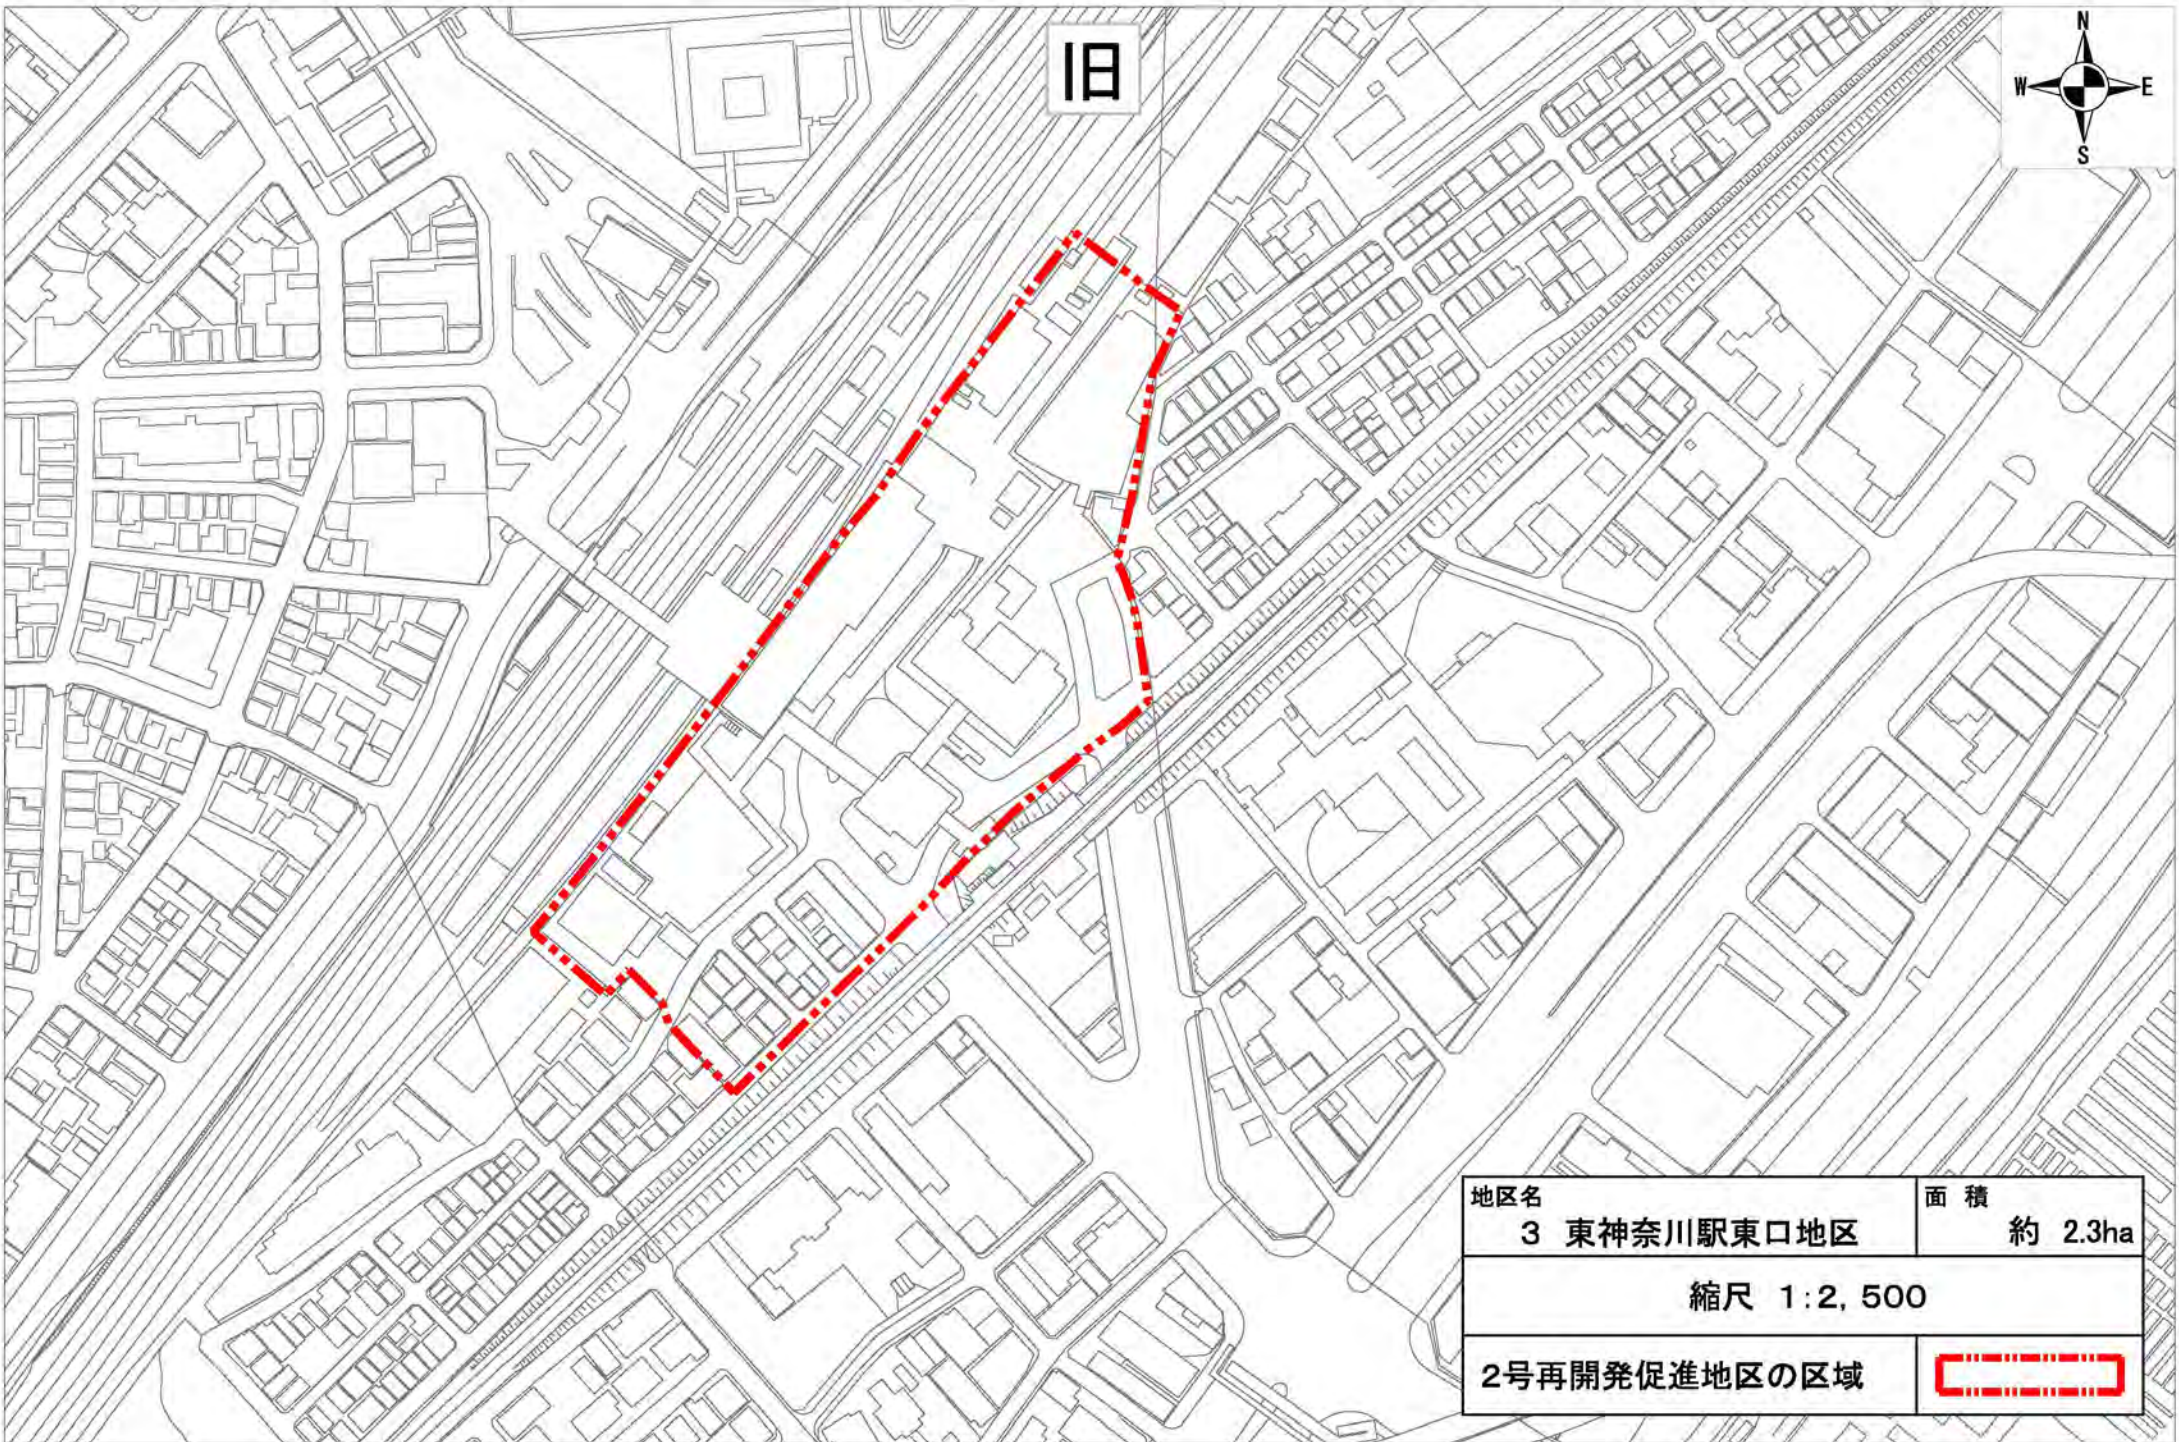 旧
N
W E
S
地区名
3 東神奈川駅東口地区
面 積
約 2.3ha
縮尺 1:2,500
2号再開発促進地区の区域